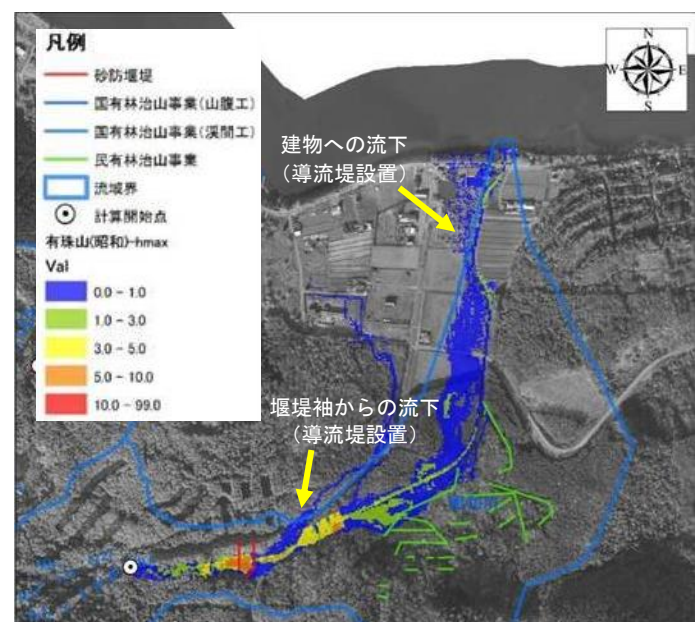 凡例
砂防堰堤
国有林治山事業(山腹工)
国有林治山事業(渓間工)
民有林治山事業
流域界
計算開始点
有珠山(昭和)-hmax
Val
0.0 - 1.0
1.0 - 3.0
3.0 - 5.0
5.0 - 10.0
10.0 - 99.0
N
W E
S
建物への流下
（導流堤設置）
堰堤袖からの流下
（導流堤設置）